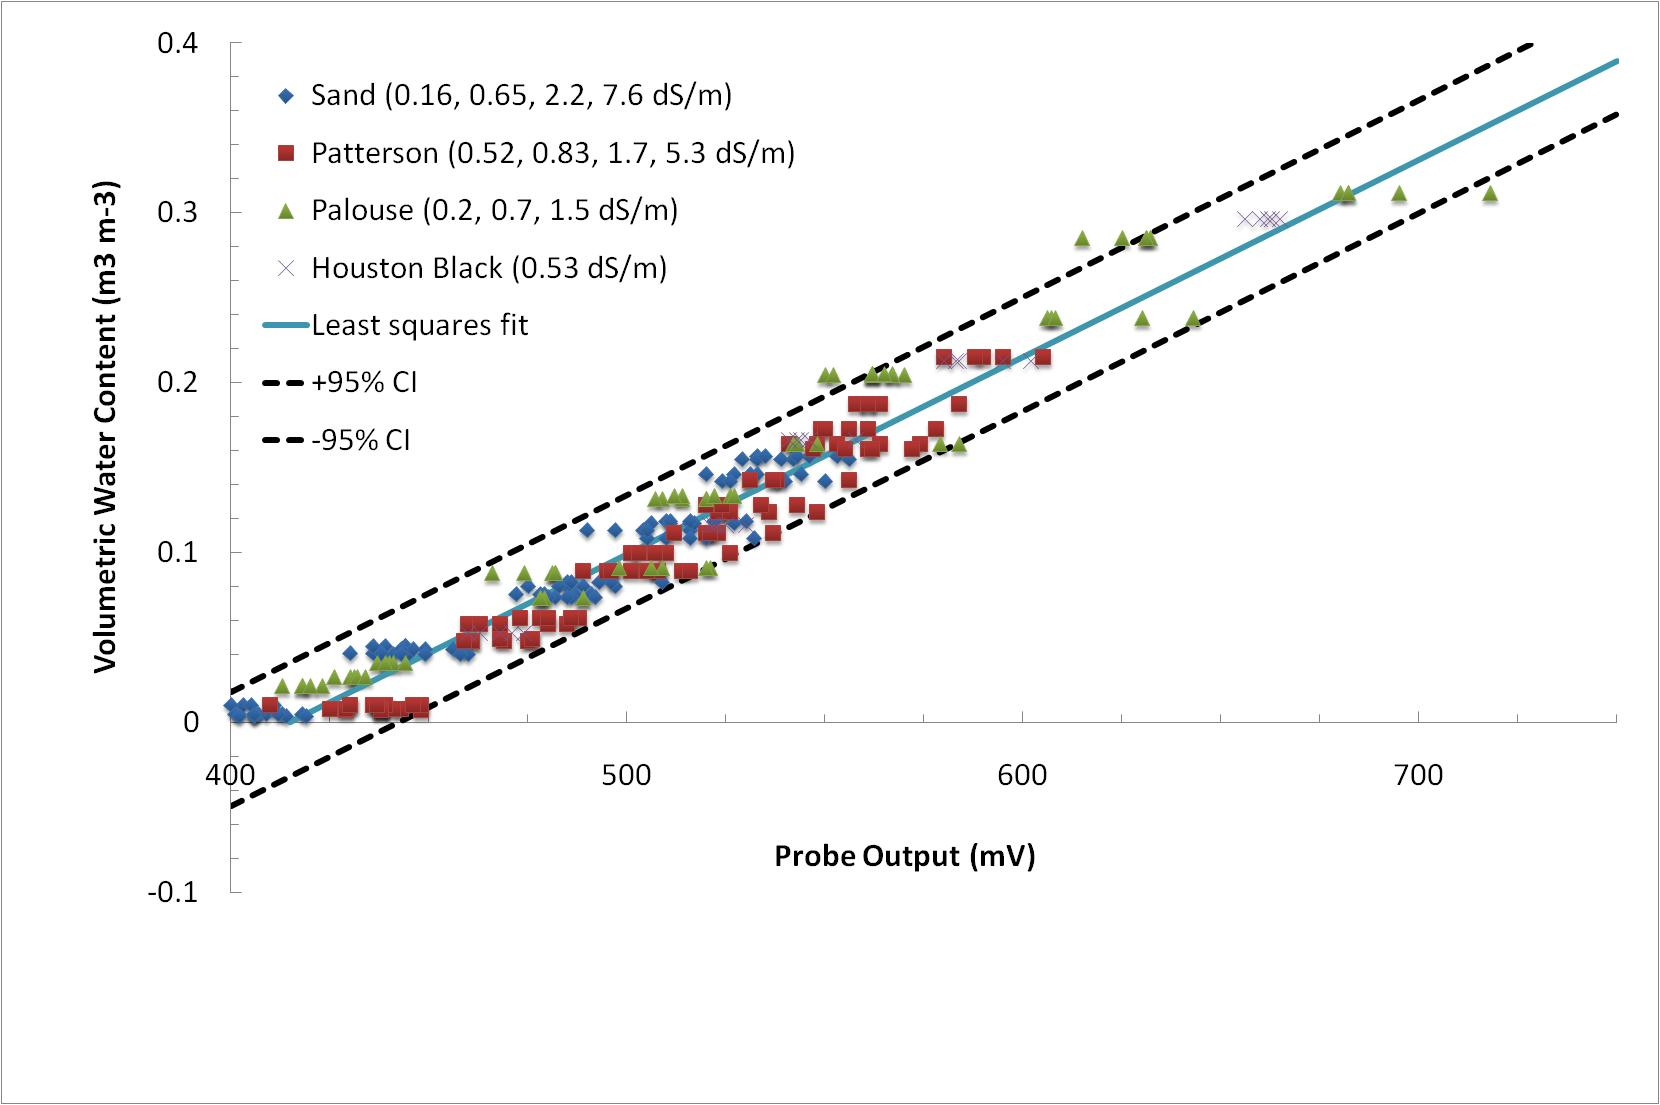 0.4
Sand (0.16, 0.65, 2.2, 7.6 dS/m)
Patterson (0.52, 0.83, 1.7, 5.3 dS/m)
Palouse (0.2, 0.7, 1.5 dS/m)
Houston Black (0.53 dS/m)
Least squares fit
+95% CI
-95% CI
0.3
0.2
0.1
0
-0.1
Volumetric Water Content (m3 m-3)
400
500
600
700
Probe Output (mV)